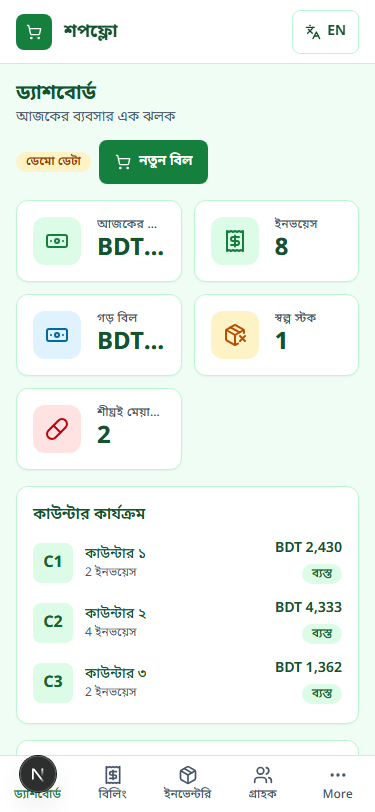 শপফ্লো
EN
ড্যাশবোর্ড
আজকের ব্যবসার এক ঝলক
ডেমো ডেটা
নতুন বিল
আজকের ...
BDT...
ইনভয়েস
8
গড় বিল
BDT...
স্বল্প স্টক
1
শীঘ্রই মেয়া...
2
কাউন্টার কার্যক্রম
C1
কাউন্টার ১
2 ইনভয়েস
BDT 2,430
ব্যস্ত
C2
কাউন্টার ২
4 ইনভয়েস
BDT 4,333
ব্যস্ত
C3
কাউন্টার ৩
2 ইনভয়েস
BDT 1,362
ব্যস্ত
N
ড্যাশবোর্ড
বিলিং
ইনভেন্টরি
গ্রাহক
More